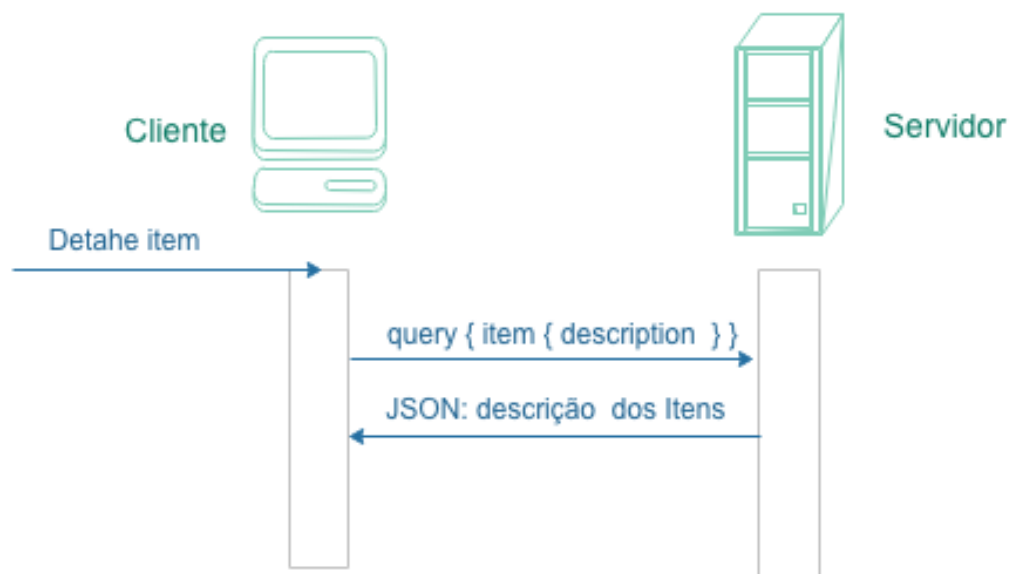 Cliente
Servidor
Detahe item
query { item { description  } }
JSON: descrição  dos Itens